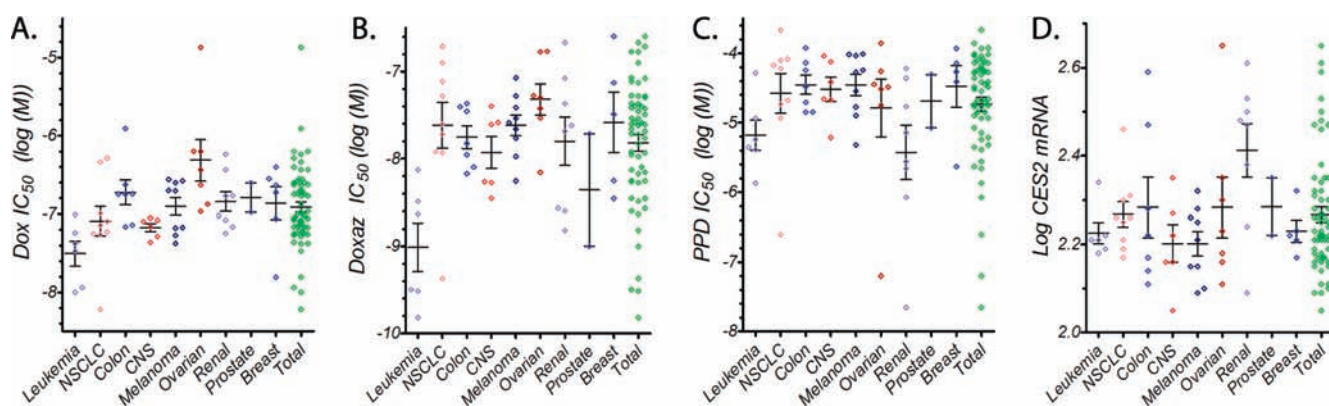 A.
Dox IC50 (log (M))
-5
-6
-7
-8
Leukemia
NSCLC
Colon
CNS
Melanoma
Ovarian
Renal
Prostate
Breast
Total
B.
Doxaz IC50 (log (M))
-7
-8
-9
-10
Leukemia
NSCLC
Colon
CNS
Melanoma
Ovarian
Renal
Prostate
Breast
Total
C.
PPD IC50 (log (M))
-4
-5
-6
-7
-8
Leukemia
NSCLC
Colon
CNS
Melanoma
Ovarian
Renal
Prostate
Breast
Total
D.
Log CES2 mRNA
2.6
2.4
2.2
2.0
Leukemia
NSCLC
Colon
CNS
Melanoma
Ovarian
Renal
Prostate
Breast
Total